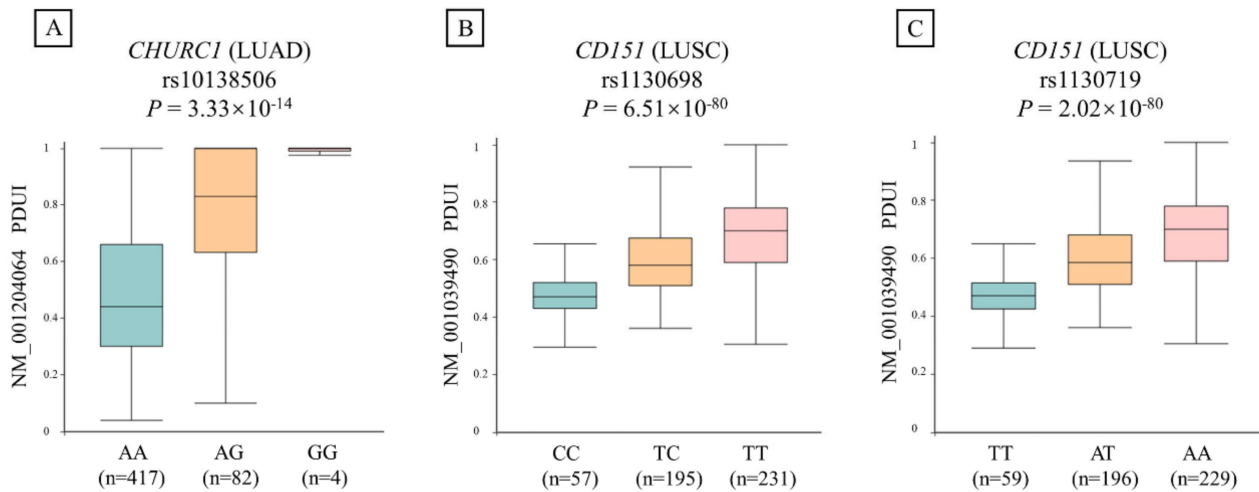 A
CHURC1 (LUAD)
rs10138506
P = 3.33×10-14
NM_001204064 PDUI
1
0.8
0.6
0.4
0.2
0
AA AG GG
(n=417) (n=82) (n=4)
B
CD151 (LUSC)
rs1130698
P = 6.51×10-80
NM_001039490 PDUI
1
0.8
0.6
0.4
0.2
0
CC TC TT
(n=57) (n=195) (n=231)
C
CD151 (LUSC)
rs1130719
P = 2.02×10-80
NM_001039490 PDUI
1
0.8
0.6
0.4
0.2
0
TT AT AA
(n=59) (n=196) (n=229)